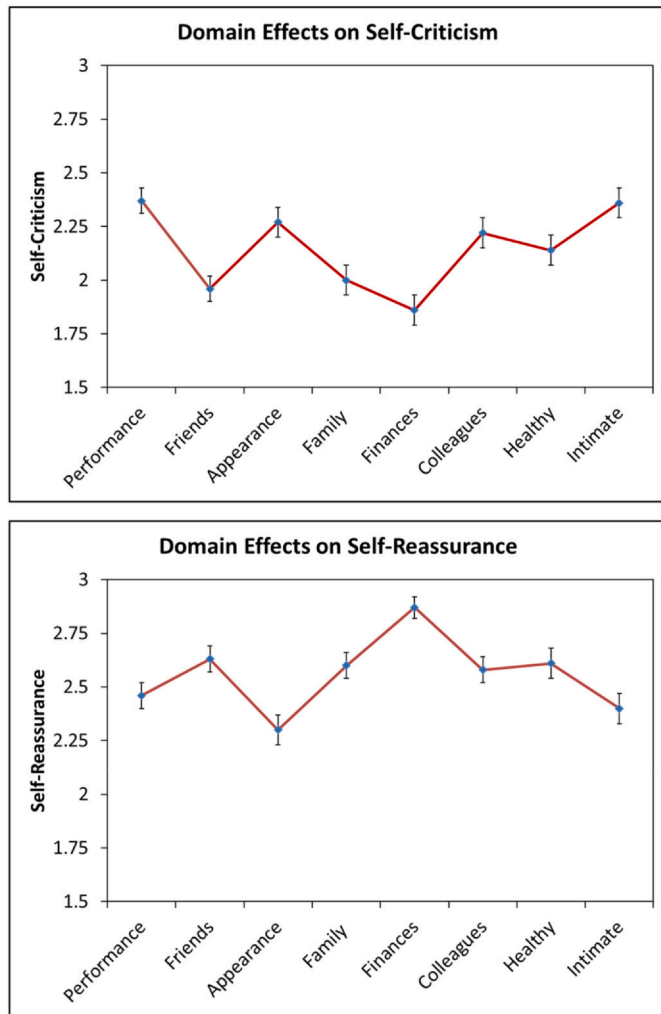 Domain Effects on Self-Criticism
3
2.75
2.5
2.25
2
1.75
1.5
Self-Criticism
Performance
Friends
Appearance
Family
Finances
Colleagues
Healthy
Intimate
Domain Effects on Self-Reassurance
3
2.75
2.5
2.25
2
1.75
1.5
Self-Reassurance
Performance
Friends
Appearance
Family
Finances
Colleagues
Healthy
Intimate